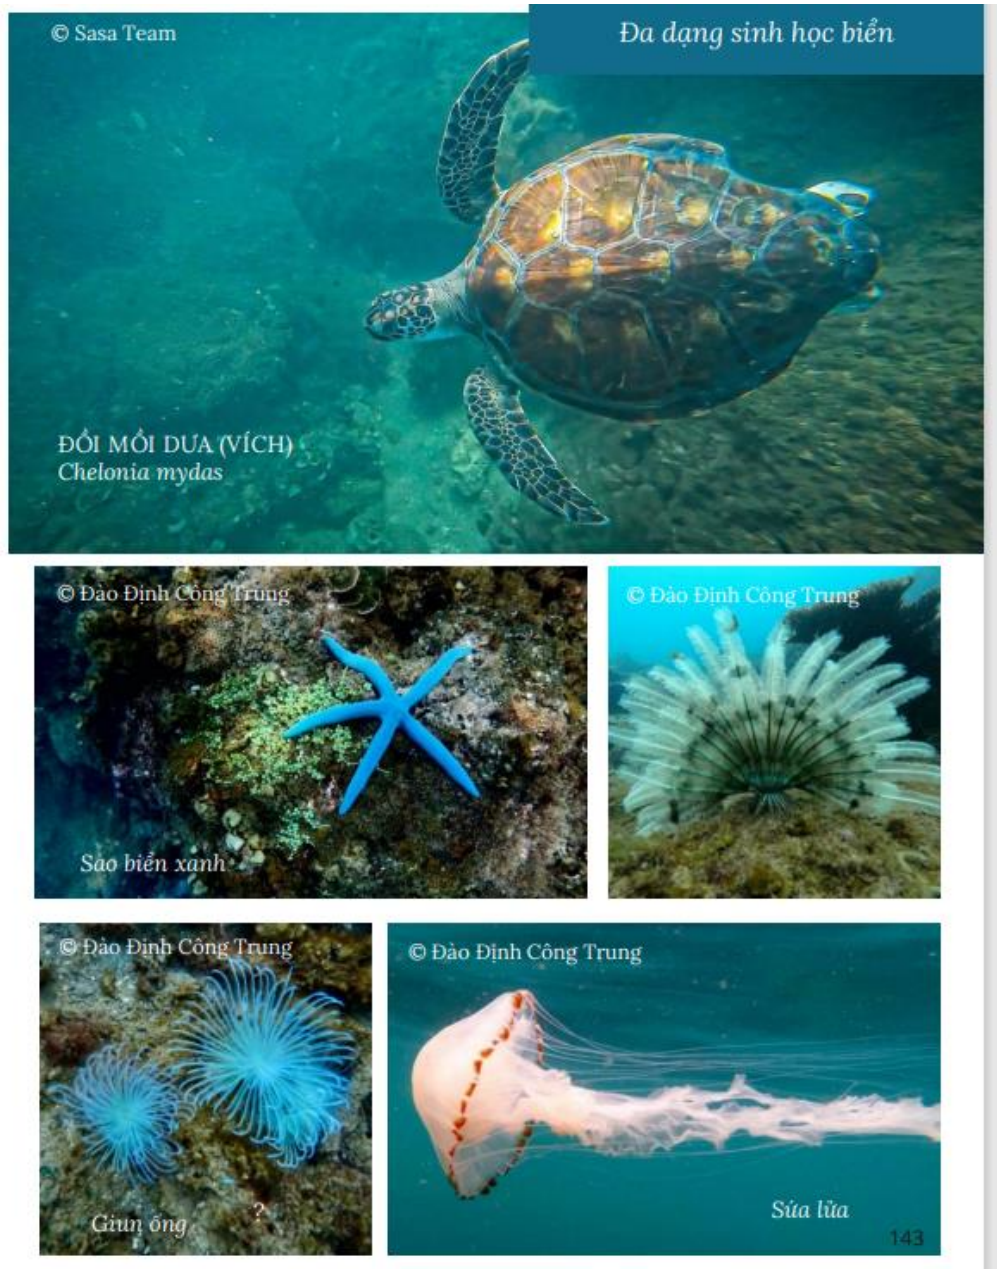 © Sasa Team
Đa dạng sinh học biển
ĐỒI MỒI DƯA (VÍCH)
Chelonia mydas
© Đào Định Công Trung
© Đào Định Công Trung
Sao biển xanh
© Đào Định Công Trung
© Đào Định Công Trung
Giun ống
?
Sứa lửa
143